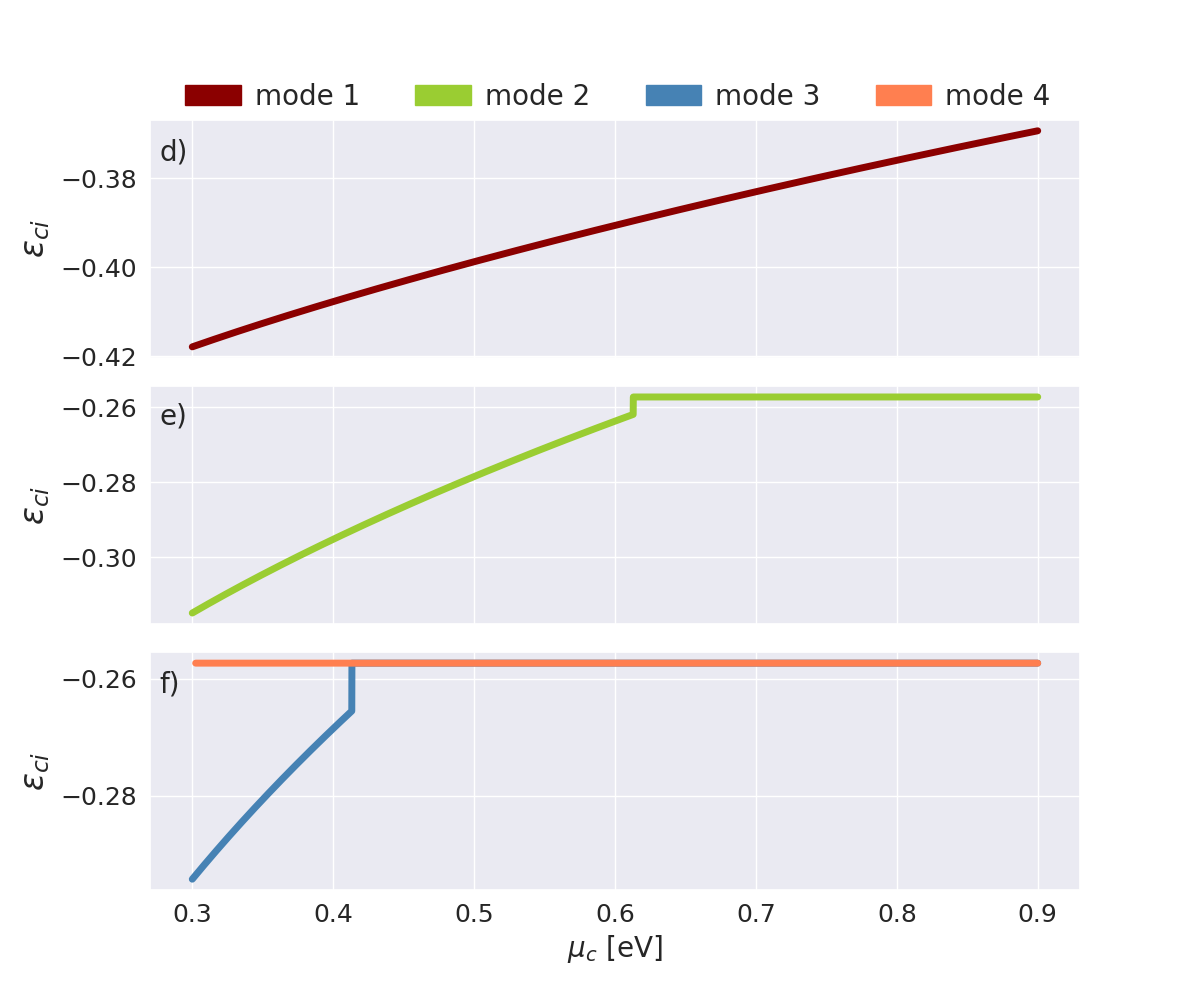 mode 1 mode 2 mode 3 mode 4
d)
−0.38
−0.40
−0.42
ε_ci
e)
−0.26
−0.28
−0.30
ε_ci
f)
−0.26
−0.28
ε_ci
0.3 0.4 0.5 0.6 0.7 0.8 0.9
μ_c [eV]